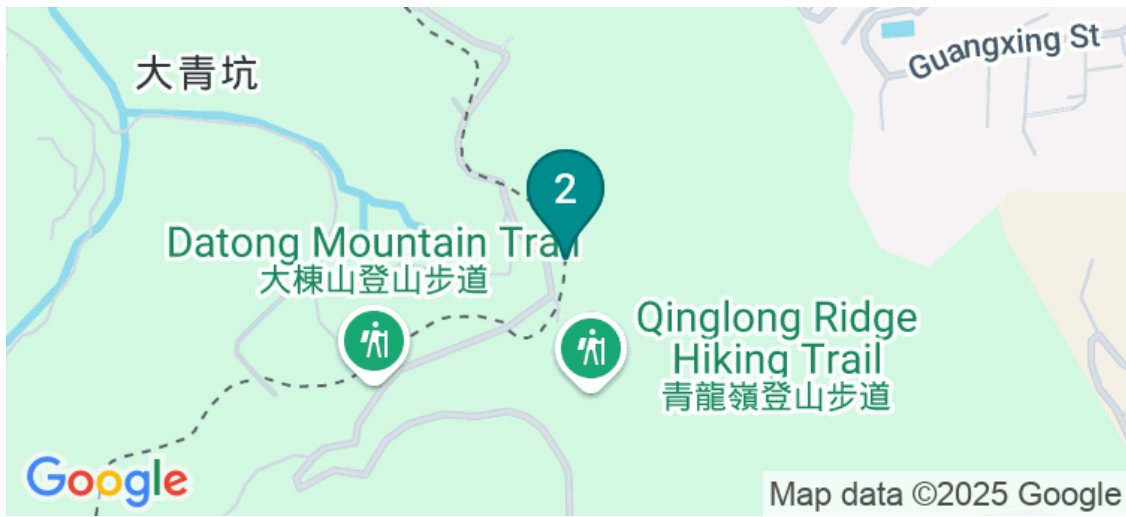 Guangxing St
大青坑
2
Datong Mountain Trail
大棟山登山步道
Qinglong Ridge
Hiking Trail
青龍嶺登山步道
Google
Map data ©2025 Google